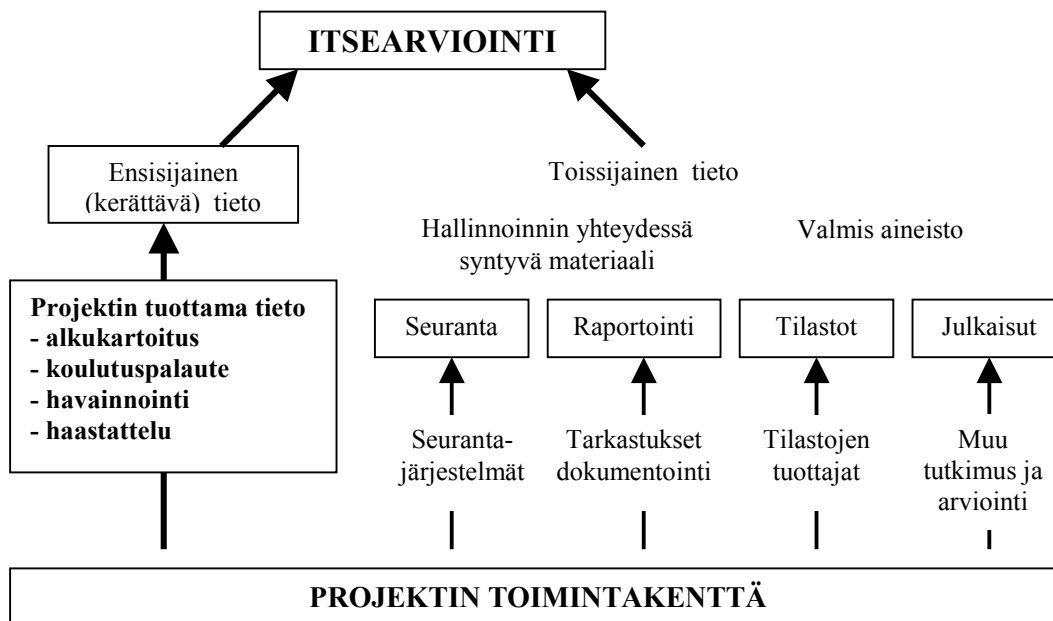 ITSEARVIOINTI
Ensisijainen
(kerättävä) tieto
Toissijainen tieto
Hallinnoinnin yhteydessä
syntyvä materiaali
Valmis aineisto
Projektin tuottama tieto
- alkukartoitus
- koulutuspalaute
- havainnointi
- haastattelu
Seuranta
Raportointi
Tilastot
Julkaisut
Seuranta-
järjestelmät
Tarkastukset
dokumentointi
Tilastojen
tuottajat
Muu
tutkimus ja
arviointi
PROJEKTIN TOIMINTAKENTTÄ